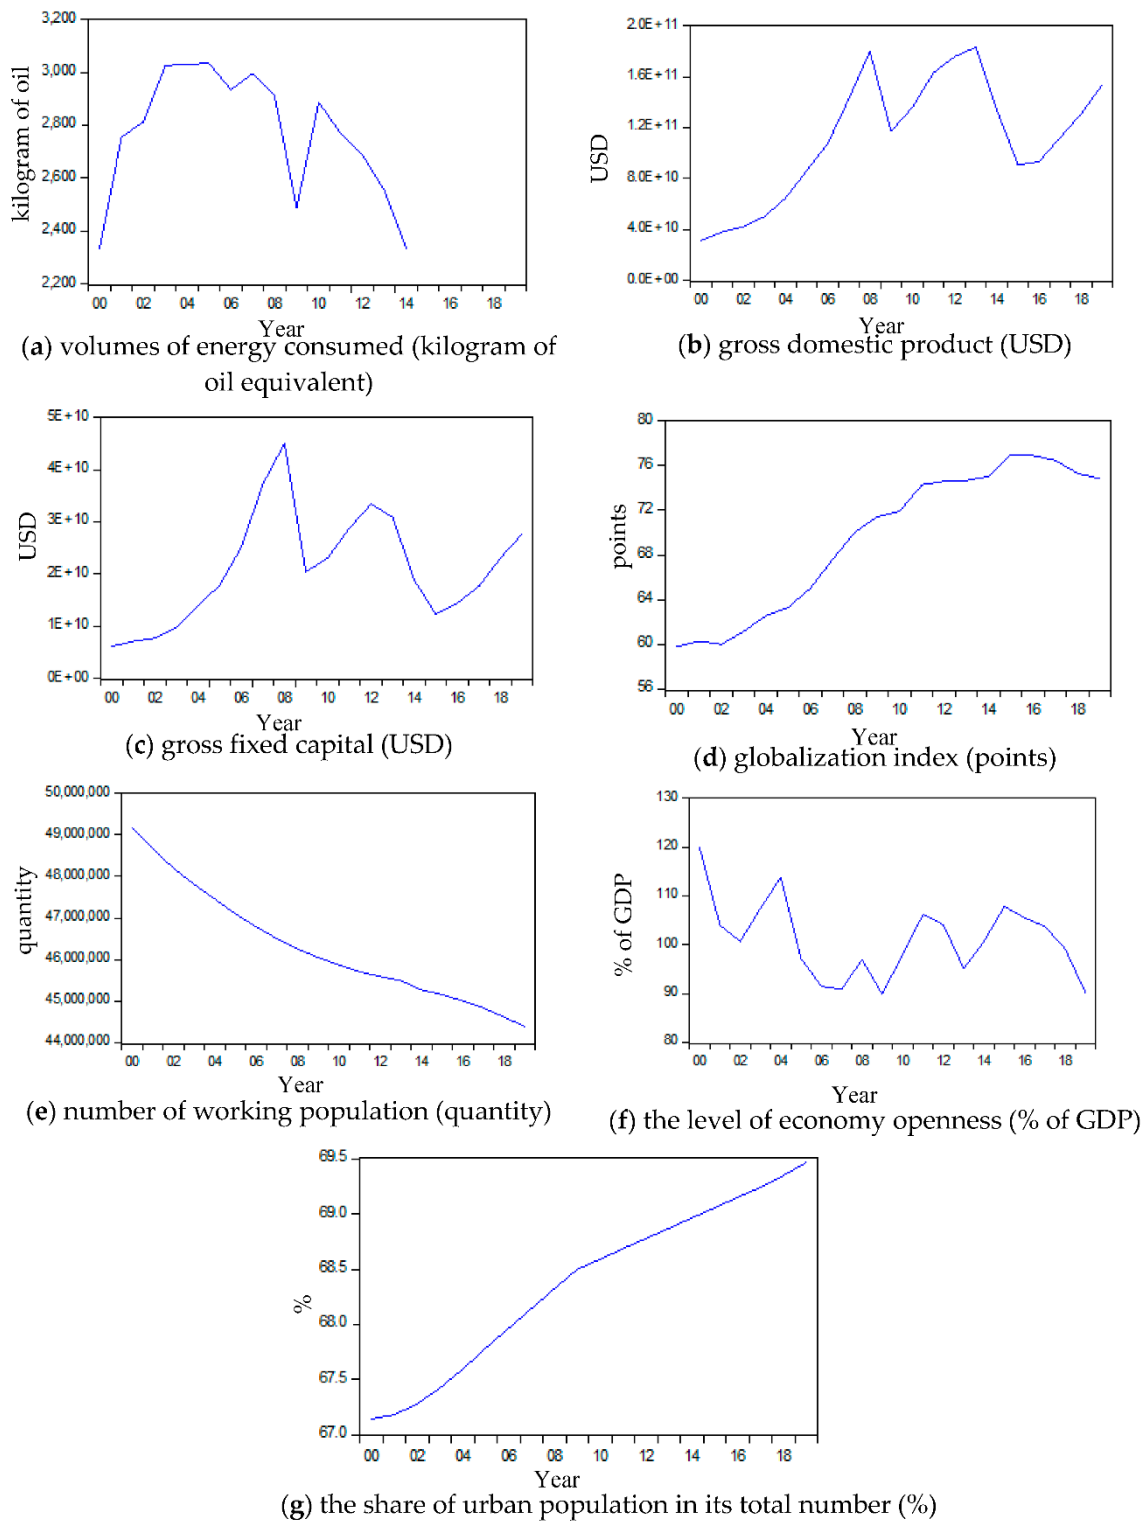 3,200
3,000
2,800
2,600
2,400
2,200
kilogram of oil
00 02 04 06 08 10 12 14 16 18
Year
(a) volumes of energy consumed (kilogram of
oil equivalent)
2.0E+11
1.6E+11
1.2E+11
8.0E+10
4.0E+10
0.0E+00
USD
00 02 04 06 08 10 12 14 16 18
Year
(b) gross domestic product (USD)
5E+10
4E+10
3E+10
2E+10
1E+10
0E+00
USD
00 02 04 06 08 10 12 14 16 18
Year
(c) gross fixed capital (USD)
80
76
72
68
64
60
56
points
00 02 04 06 08 10 12 14 16 18
Year
(d) globalization index (points)
50,000,000
49,000,000
48,000,000
47,000,000
46,000,000
45,000,000
44,000,000
quantity
00 02 04 06 08 10 12 14 16 18
Year
(e) number of working population (quantity)
130
120
110
100
90
80
% of GDP
00 02 04 06 08 10 12 14 16 18
Year
(f) the level of economy openness (% of GDP)
69.5
69.0
68.5
68.0
67.5
67.0
%
00 02 04 06 08 10 12 14 16 18
Year
(g) the share of urban population in its total number (%)